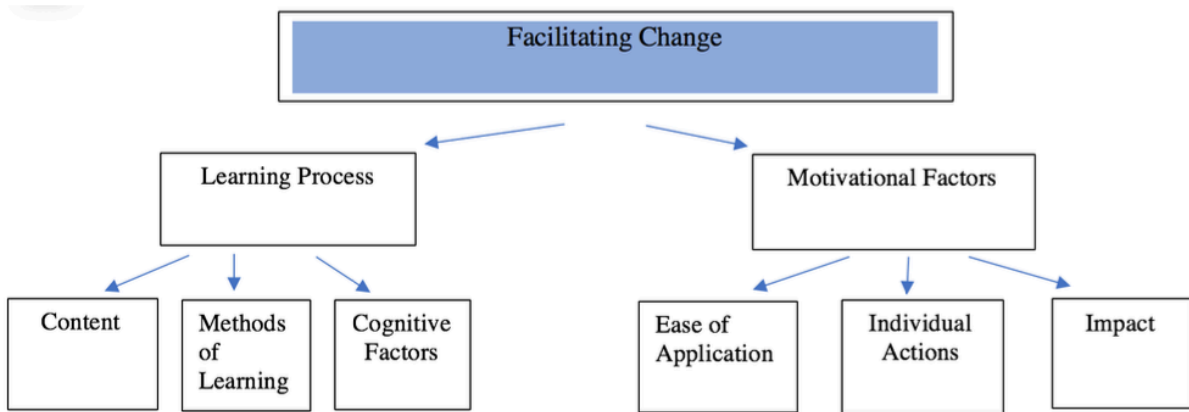 Facilitating Change
Learning Process
Motivational Factors
Content
Methods
of
Learning
Cognitive
Factors
Ease of
Application
Individual
Actions
Impact